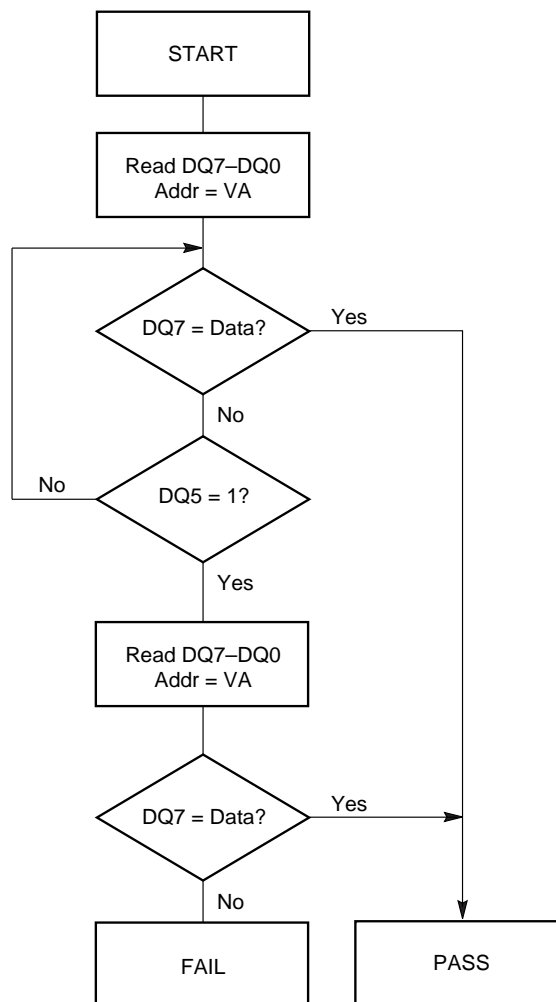 START
Read DQ7–DQ0
Addr = VA
DQ7 = Data?
Yes
No
No
DQ5 = 1?
Yes
Read DQ7–DQ0
Addr = VA
DQ7 = Data?
Yes
No
FAIL
PASS